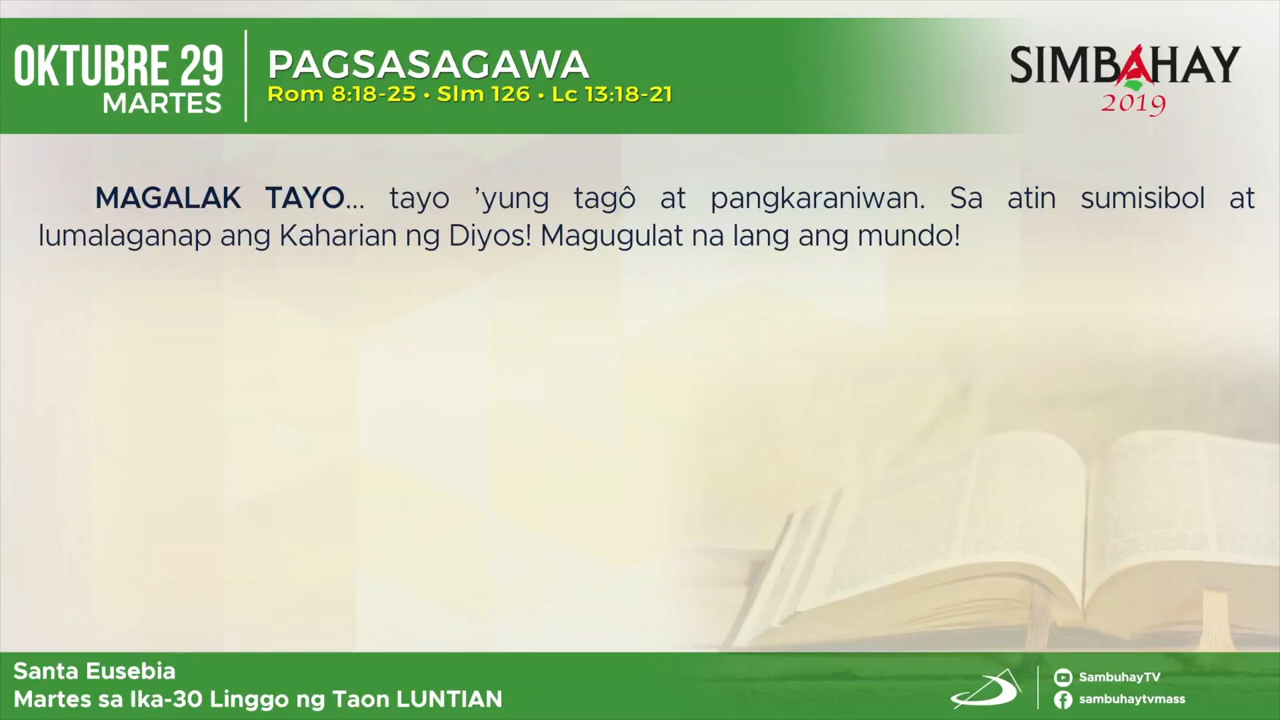 OKTUBRE 29
MARTES
PAGSASAGAWA
Rom 8:18-25 • Slm 126 • Lc 13:18-21
SIMBAHAY
2019
MAGALAK TAYO... tayo ’yung tagô at pangkaraniwan. Sa atin sumisibol at
lumalaganap ang Kaharian ng Diyos! Magugulat na lang ang mundo!
Santa Eusebia
Martes sa Ika-30 Linggo ng Taon LUNTIAN
SambuhayTV
sambuhaytvmass